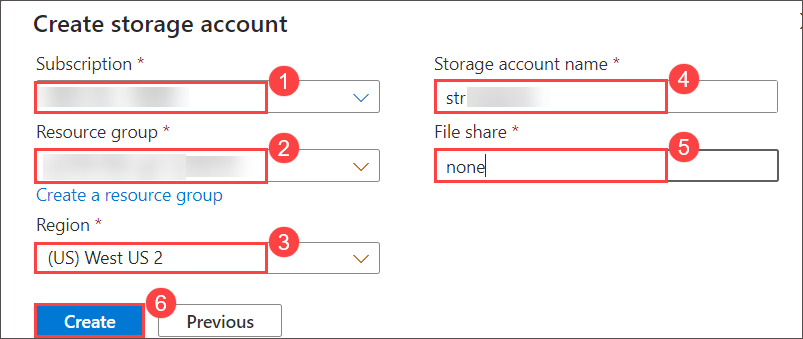 Create storage account
Subscription *
1
Resource group *
2
Create a resource group
Region *
(US) West US 2
3
Storage account name *
str
4
File share *
none
5
Create
6
Previous